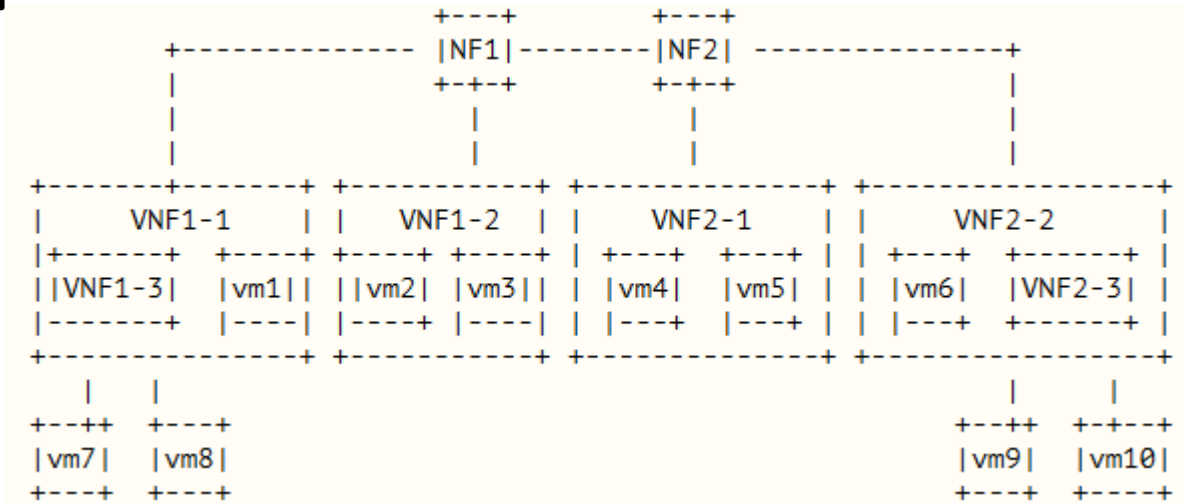 NF1 NF2
VNF1-1 VNF1-2 VNF2-1 VNF2-2
VNF1-3 vm1 vm2 vm3 vm4 vm5 vm6 VNF2-3
vm7 vm8 vm9 vm10